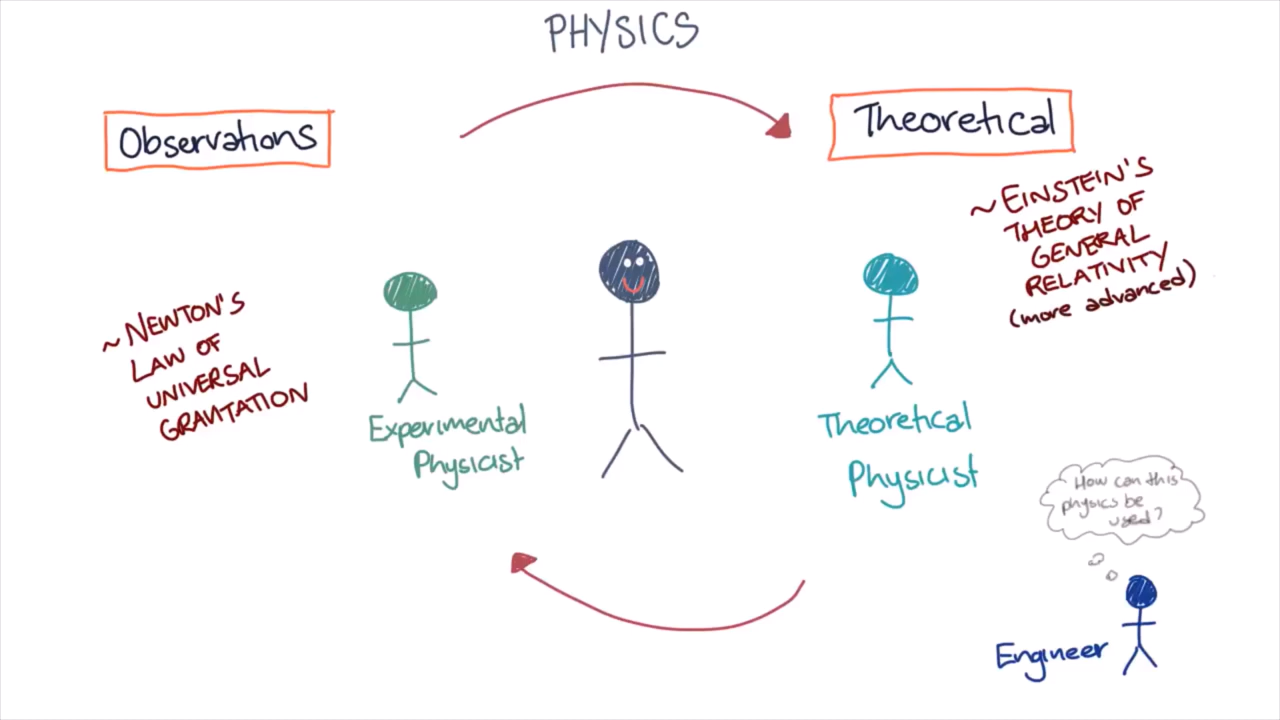 PHYSICS
Observations
Theoretical
~ EINSTEIN'S
THEORY OF
GENERAL
RELATIVITY
(more advanced)
~ NEWTON'S
LAW OF
UNIVERSAL
GRAVITATION
Experimental
Physicist
Theoretical
Physicist
How can this
physics be
used?
Engineer